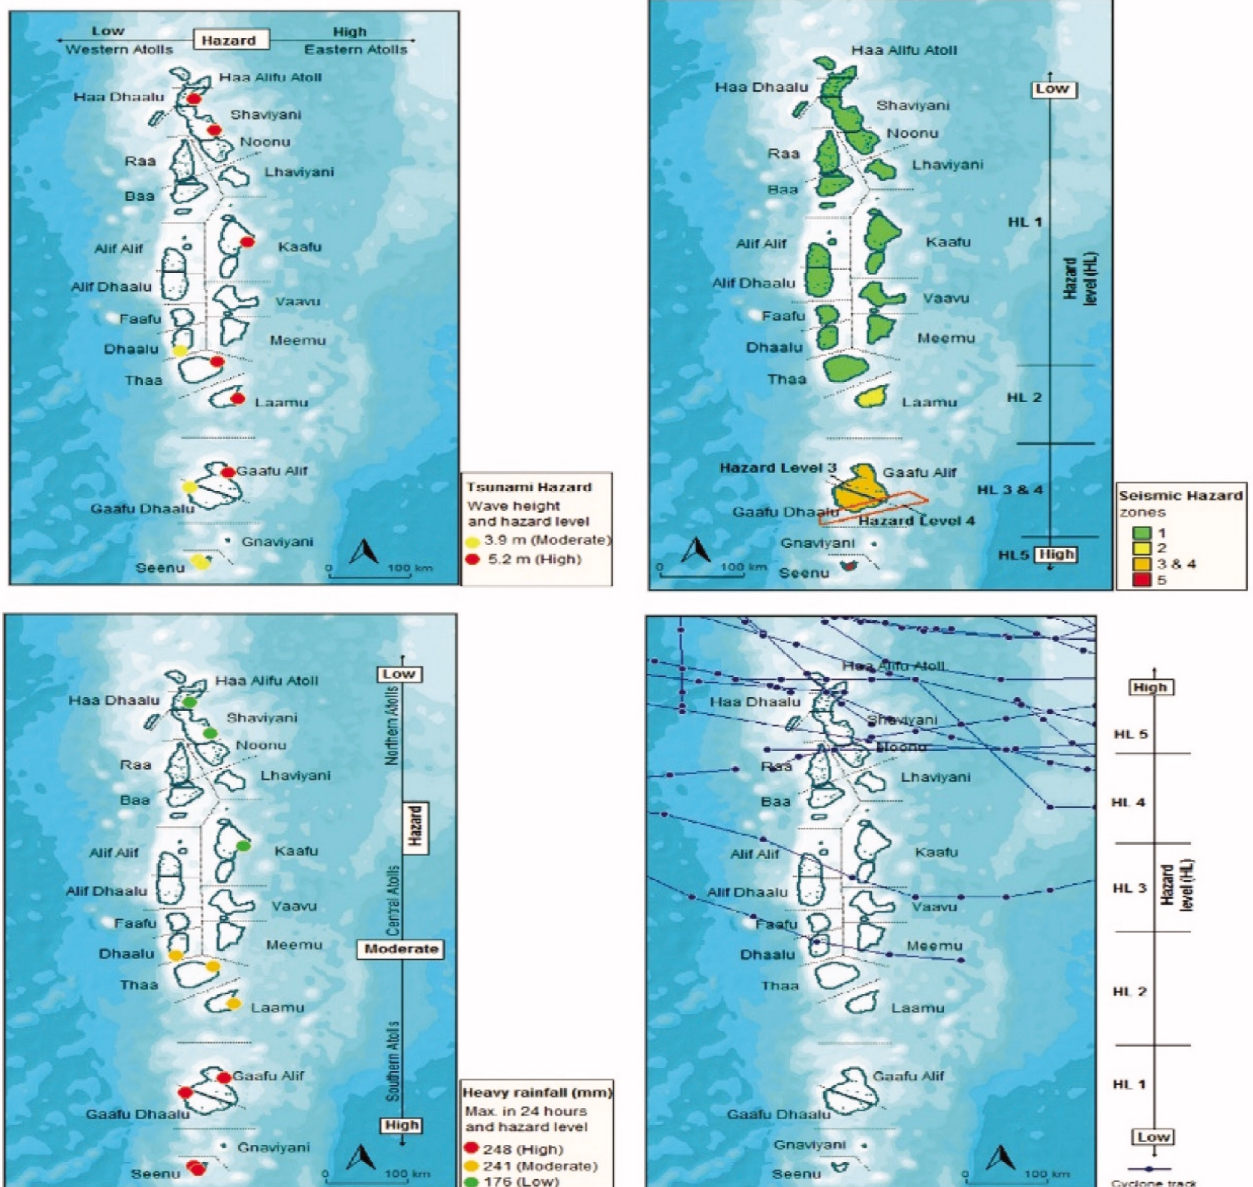 Low
Hazard
High
Western Atolls
Eastern Atolls
Haa Alifu Atoll
Haa Dhaalu
Shaviyani
Noonu
Raa
Lhaviyani
Baa
Alif Alif
Kaafu
Alif Dhaalu
Vaavu
Faafu
Meemu
Dhaalu
Thaa
Laamu
Gaafu Alif
Gaafu Dhaalu
Gnaviyani
Seenu
0 100 km
Tsunami Hazard
Wave height
and hazard level
3.9 m (Moderate)
5.2 m (High)
Haa Alifu Atoll
Haa Dhaalu
Low
Shaviyani
Noonu
Raa
Lhaviyani
Baa
HL 1
Alif Alif
Kaafu
Hazard
level (HL)
Alif Dhaalu
Vaavu
Faafu
Meemu
Dhaalu
Thaa
HL 2
Laamu
Hazard Level 3
Gaafu Alif
HL 3 & 4
Gaafu Dhaalu
Hazard Level 4
Gnaviyani
HL5 High
Seenu
0 100 km
Seismic Hazard
zones
1
2
3 & 4
5
Low
Haa Alifu Atoll
Haa Dhaalu
Northern Atolls
Shaviyani
Noonu
Raa
Lhaviyani
Baa
Hazard
Alif Alif
Kaafu
Alif Dhaalu
Central Atolls
Vaavu
Faafu
Meemu
Moderate
Dhaalu
Thaa
Laamu
Southern Atolls
Gaafu Alif
Gaafu Dhaalu
High
Gnaviyani
Seenu
0 100 km
Heavy rainfall (mm)
Max. in 24 hours
and hazard level
248 (High)
241 (Moderate)
176 (Low)
Haa Alifu Atoll
High
Haa Dhaalu
Shaviyani
HL 5
Noonu
Raa
Lhaviyani
HL 4
Baa
Alif Alif
Kaafu
HL 3
Hazard
level (HL)
Alif Dhaalu
Vaavu
Faafu
Meemu
Dhaalu
Thaa
HL 2
Laamu
Gaafu Alif
HL 1
Gaafu Dhaalu
Low
Gnaviyani
Seenu
0 100 km
Cyclone track